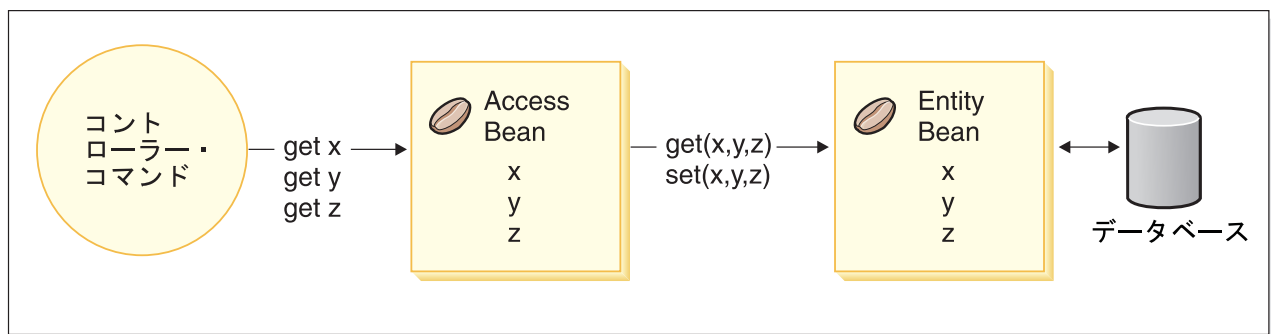 コント
ローラー・
コマンド
get x
get y
get z
Access
Bean
x
y
z
get(x,y,z)
set(x,y,z)
Entity
Bean
x
y
z
データベース